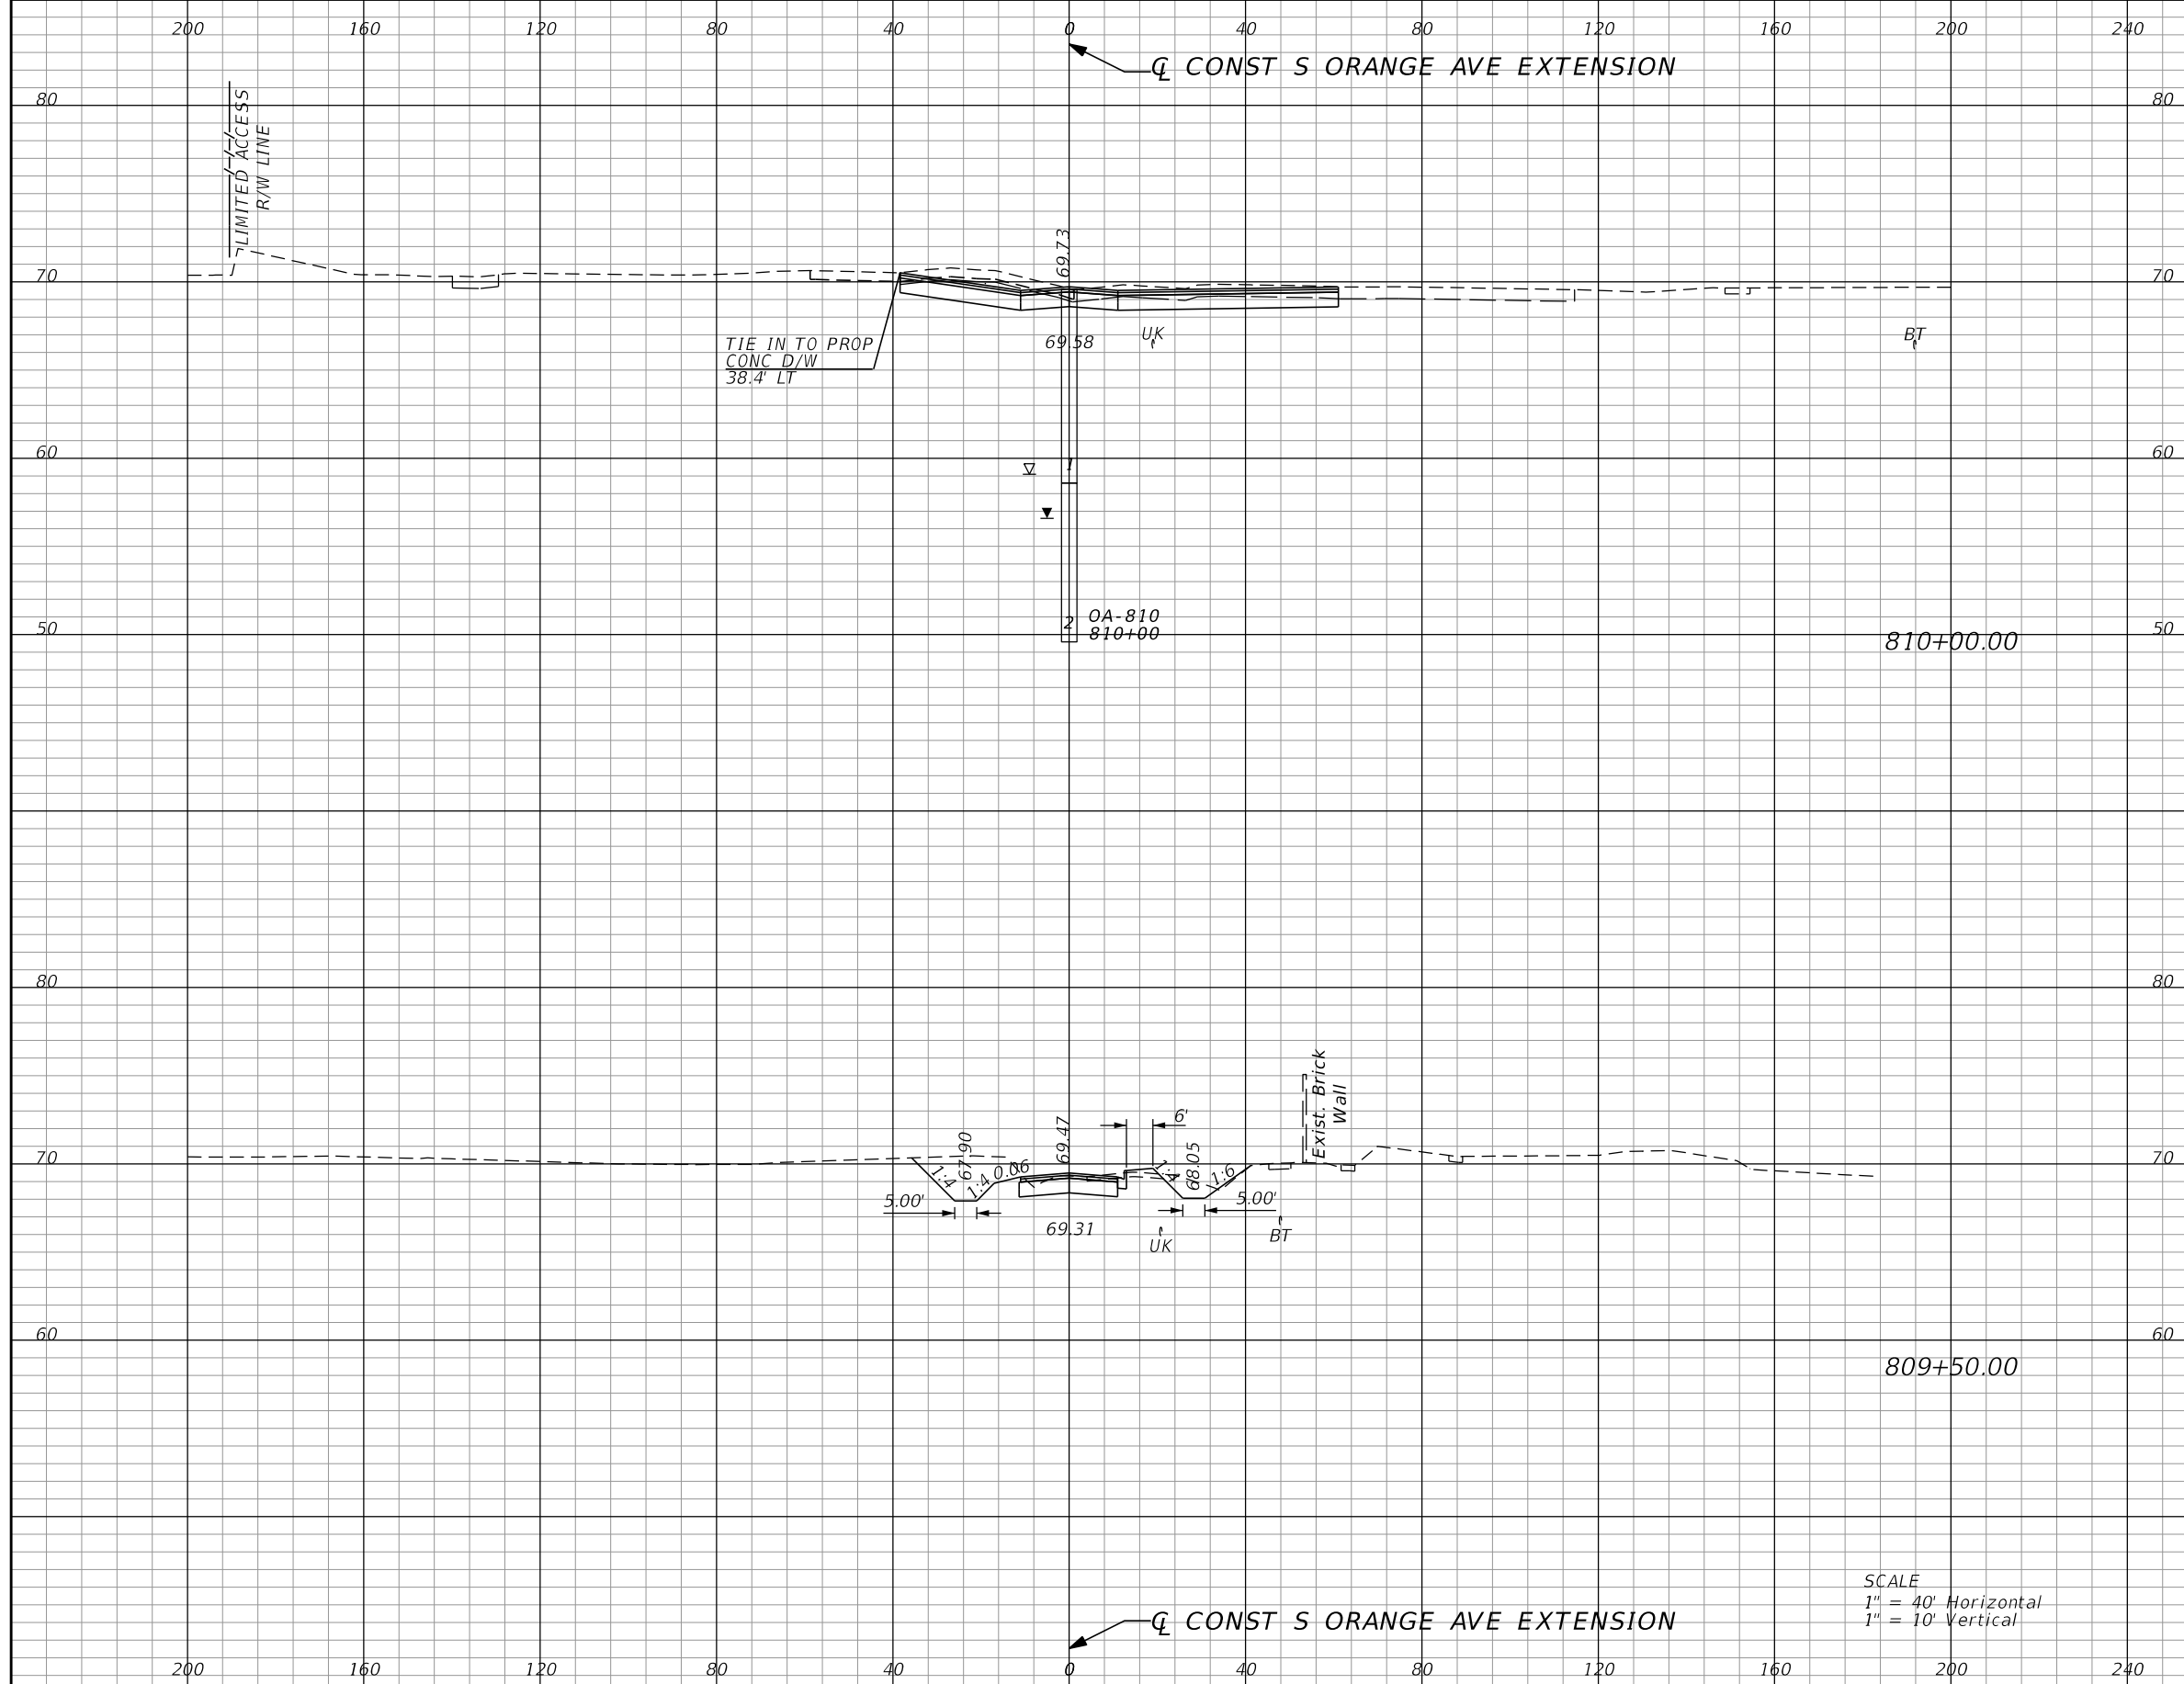 200 160 120 80 40 0 40 80 120 160 200 240
℄ CONST S ORANGE AVE EXTENSION
80 80
LIMITED ACCESS
R/W LINE
69.73
70 70
TIE IN TO PROP
CONC D/W
38.4' LT
69.58
UK
BT
60 60
1
2
OA-810
810+00
50 50
810+00.00
80 80
Exist. Brick
Wall
6'
69.47
67.90
68.05
70 70
1:4
1:4
0.06
1:4
1:6
5.00'
5.00'
69.31
UK
BT
60 60
809+50.00
SCALE
1" = 40' Horizontal
1" = 10' Vertical
℄ CONST S ORANGE AVE EXTENSION
200 160 120 80 40 0 40 80 120 160 200 240